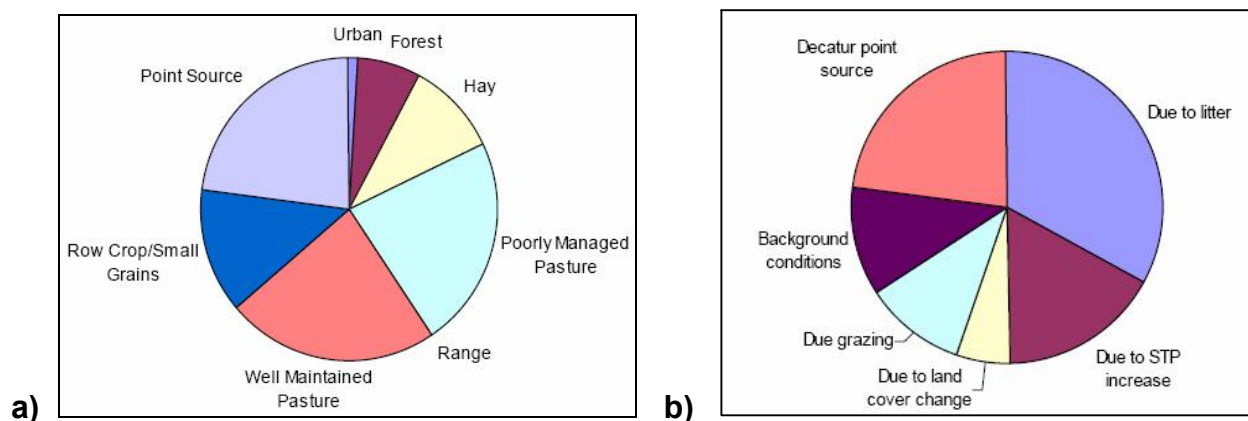 Urban
Forest
Hay
Point Source
Poorly Managed
Pasture
Row Crop/Small
Grains
Range
Well Maintained
Pasture
a)
Decatur point
source
Due to litter
Background
conditions
Due grazing
Due to land
cover change
Due to STP
increase
b)